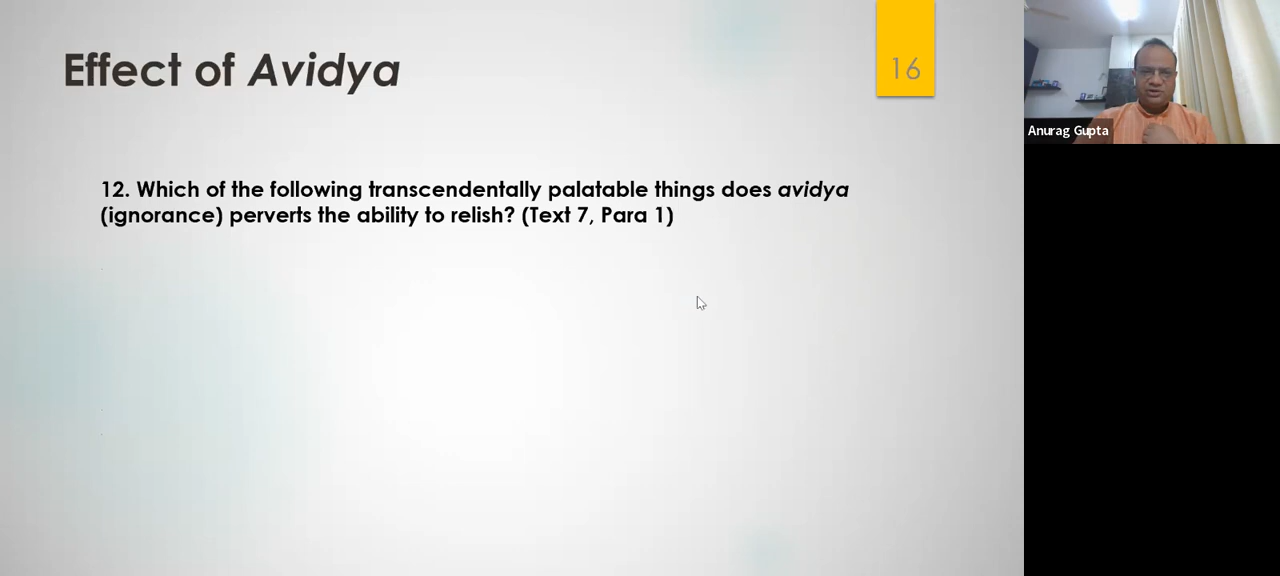 Effect of Avidya
16
12. Which of the following transcendentally palatable things does avidya
(ignorance) perverts the ability to relish? (Text 7, Para 1)
Anurag Gupta